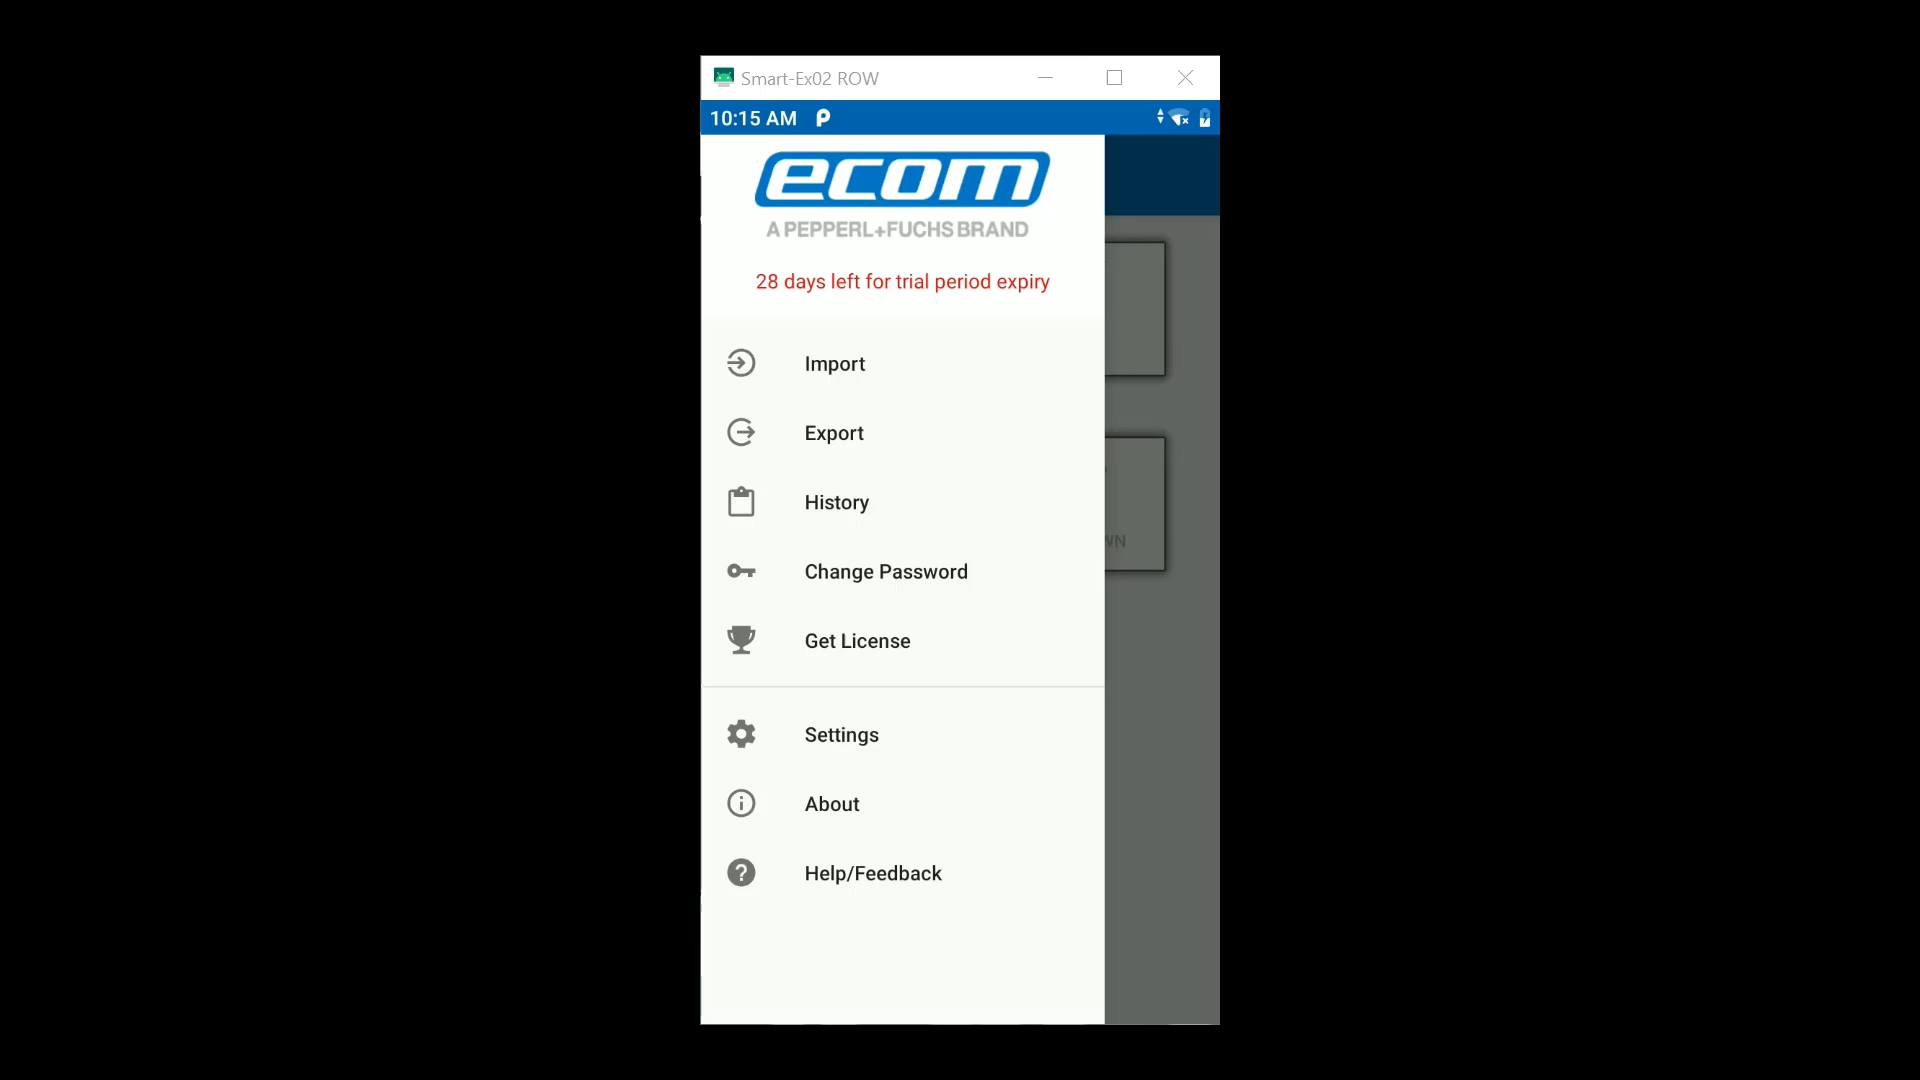 Smart-Ex02 ROW
10:15 AM
ecom
A PEPPERL+FUCHS BRAND
28 days left for trial period expiry
Import
Export
History
Change Password
Get License
WN
Settings
About
Help/Feedback